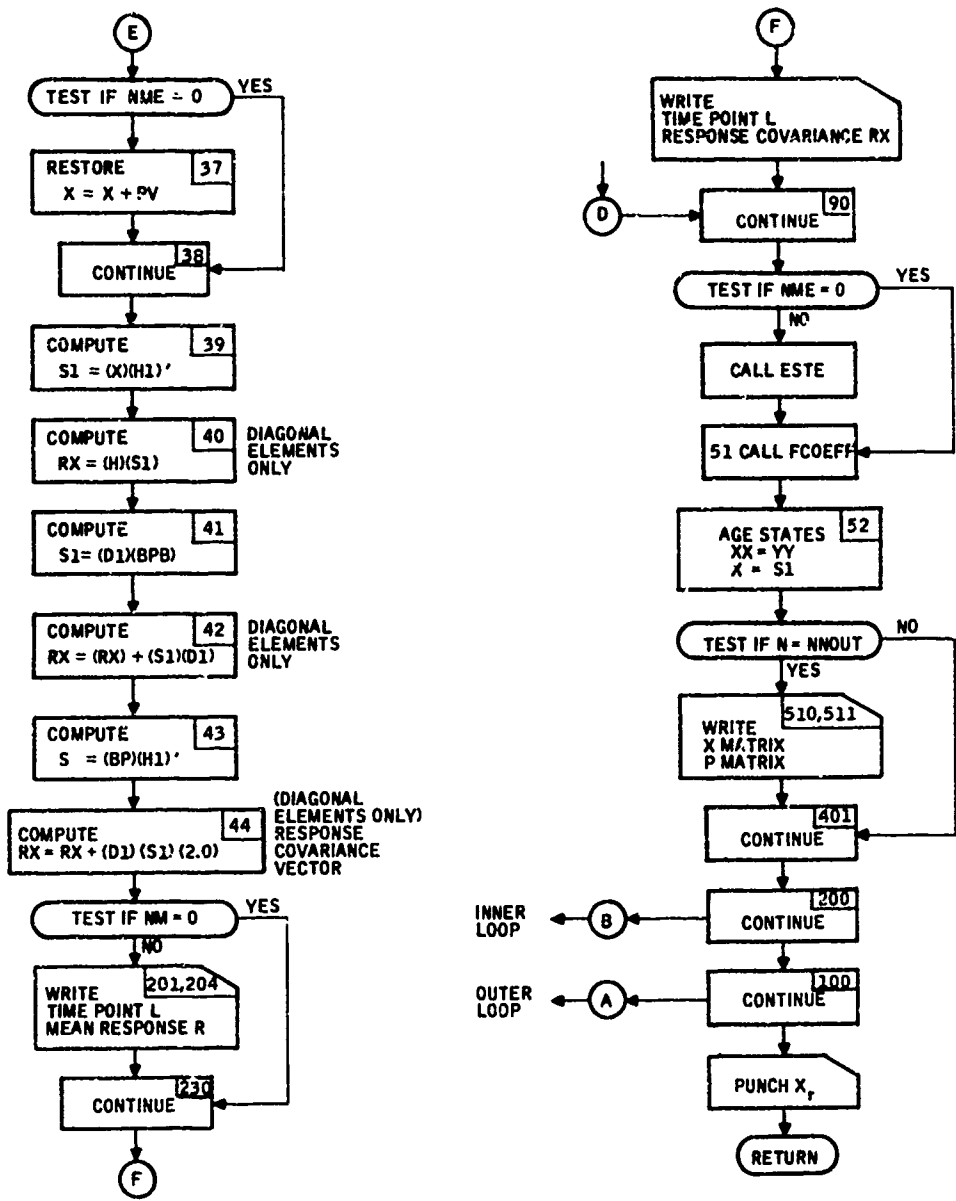 E
TEST IF NME = 0
YES
RESTORE
37
X = X + PV
38
CONTINUE
COMPUTE
39
S1 = (X)(H1)'
COMPUTE
40
RX = (H)(S1)
DIAGONAL
ELEMENTS
ONLY
COMPUTE
41
S1= (D1)(BPB)
COMPUTE
42
RX = (RX) + (S1)(D1)
DIAGONAL
ELEMENTS
ONLY
COMPUTE
43
S = (BP)(H1)'
COMPUTE
44
RX = RX + (D1) (S1) (2.0)
(DIAGONAL
ELEMENTS ONLY)
RESPONSE
COVARIANCE
VECTOR
TEST IF NM = 0
YES
NO
201,204
WRITE
TIME POINT L
MEAN RESPONSE R
230
CONTINUE
F
F
WRITE
TIME POINT L
RESPONSE COVARIANCE RX
D
90
CONTINUE
TEST IF NME = 0
YES
NO
CALL ESTE
51 CALL FCOEFF
52
AGE STATES
XX = YY
X = S1
TEST IF N = NNOUT
NO
YES
510,511
WRITE
X MATRIX
P MATRIX
401
CONTINUE
200
CONTINUE
B
INNER
LOOP
100
CONTINUE
A
OUTER
LOOP
PUNCH Xr
RETURN